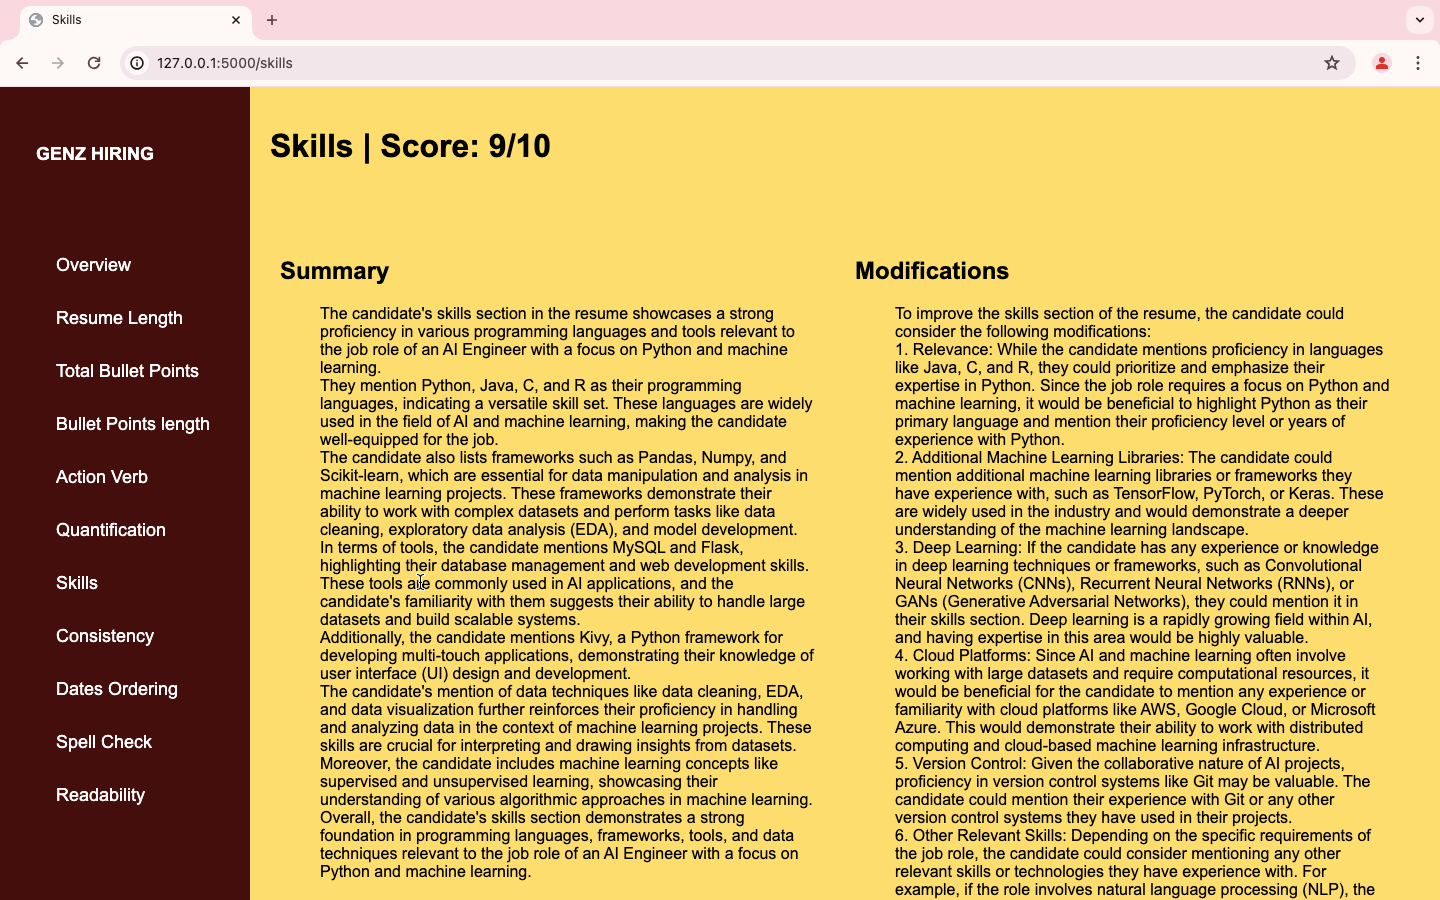 Skills
127.0.0.1:5000/skills
GENZ HIRING
Overview
Resume Length
Total Bullet Points
Bullet Points length
Action Verb
Quantification
Skills
Consistency
Dates Ordering
Spell Check
Readability
Skills | Score: 9/10
Summary
The candidate's skills section in the resume showcases a strong
proficiency in various programming languages and tools relevant to
the job role of an AI Engineer with a focus on Python and machine
learning.
They mention Python, Java, C, and R as their programming
languages, indicating a versatile skill set. These languages are widely
used in the field of AI and machine learning, making the candidate
well-equipped for the job.
The candidate also lists frameworks such as Pandas, Numpy, and
Scikit-learn, which are essential for data manipulation and analysis in
machine learning projects. These frameworks demonstrate their
ability to work with complex datasets and perform tasks like data
cleaning, exploratory data analysis (EDA), and model development.
In terms of tools, the candidate mentions MySQL and Flask,
highlighting their database management and web development skills.
These tools are commonly used in AI applications, and the
candidate's familiarity with them suggests their ability to handle large
datasets and build scalable systems.
Additionally, the candidate mentions Kivy, a Python framework for
developing multi-touch applications, demonstrating their knowledge of
user interface (UI) design and development.
The candidate's mention of data techniques like data cleaning, EDA,
and data visualization further reinforces their proficiency in handling
and analyzing data in the context of machine learning projects. These
skills are crucial for interpreting and drawing insights from datasets.
Moreover, the candidate includes machine learning concepts like
supervised and unsupervised learning, showcasing their
understanding of various algorithmic approaches in machine learning.
Overall, the candidate's skills section demonstrates a strong
foundation in programming languages, frameworks, tools, and data
techniques relevant to the job role of an AI Engineer with a focus on
Python and machine learning.
Modifications
To improve the skills section of the resume, the candidate could
consider the following modifications:
1. Relevance: While the candidate mentions proficiency in languages
like Java, C, and R, they could prioritize and emphasize their
expertise in Python. Since the job role requires a focus on Python and
machine learning, it would be beneficial to highlight Python as their
primary language and mention their proficiency level or years of
experience with Python.
2. Additional Machine Learning Libraries: The candidate could
mention additional machine learning libraries or frameworks they
have experience with, such as TensorFlow, PyTorch, or Keras. These
are widely used in the industry and would demonstrate a deeper
understanding of the machine learning landscape.
3. Deep Learning: If the candidate has any experience or knowledge
in deep learning techniques or frameworks, such as Convolutional
Neural Networks (CNNs), Recurrent Neural Networks (RNNs), or
GANs (Generative Adversarial Networks), they could mention it in
their skills section. Deep learning is a rapidly growing field within AI,
and having expertise in this area would be highly valuable.
4. Cloud Platforms: Since AI and machine learning often involve
working with large datasets and require computational resources, it
would be beneficial for the candidate to mention any experience or
familiarity with cloud platforms like AWS, Google Cloud, or Microsoft
Azure. This would demonstrate their ability to work with distributed
computing and cloud-based machine learning infrastructure.
5. Version Control: Given the collaborative nature of AI projects,
proficiency in version control systems like Git may be valuable. The
candidate could mention their experience with Git or any other
version control systems they have used in their projects.
6. Other Relevant Skills: Depending on the specific requirements of
the job role, the candidate could consider mentioning any other
relevant skills or technologies they have experience with. For
example, if the role involves natural language processing (NLP), the